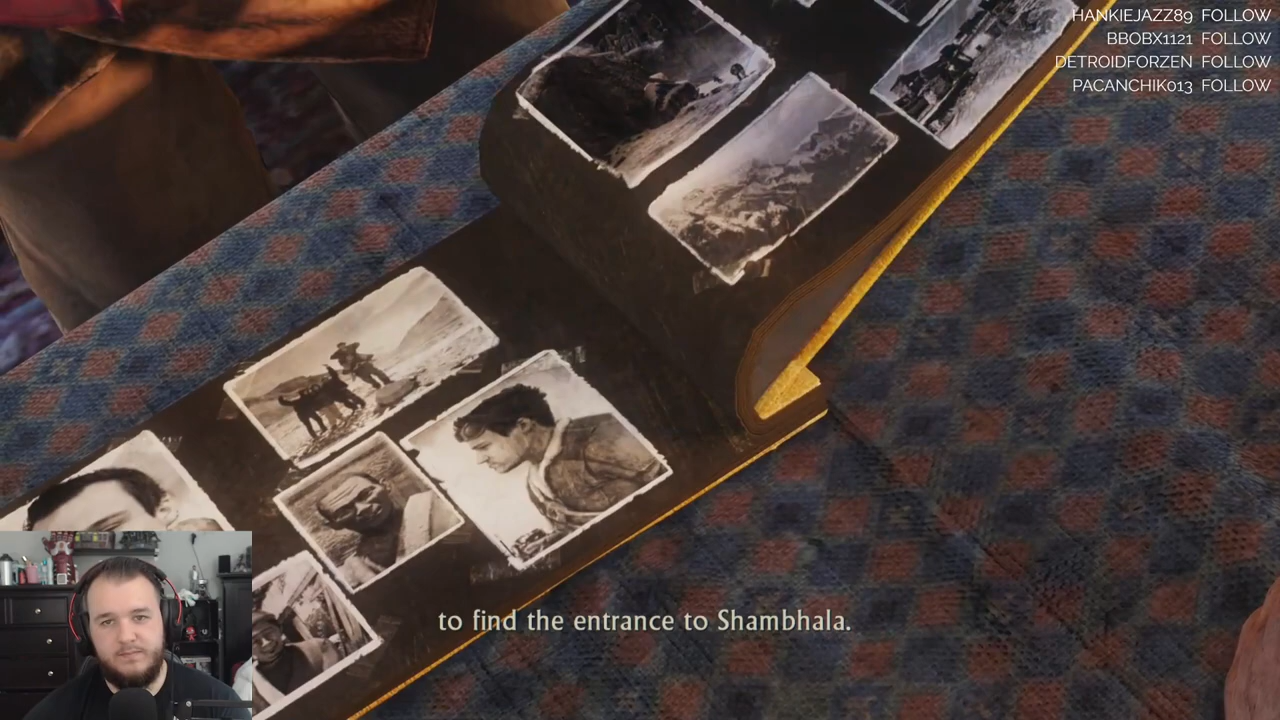 HANKIEJAZZ89 FOLLOW
BBOBX1121 FOLLOW
DETROIDFORZEN FOLLOW
PACANCHIK013 FOLLOW
to find the entrance to Shambhala.